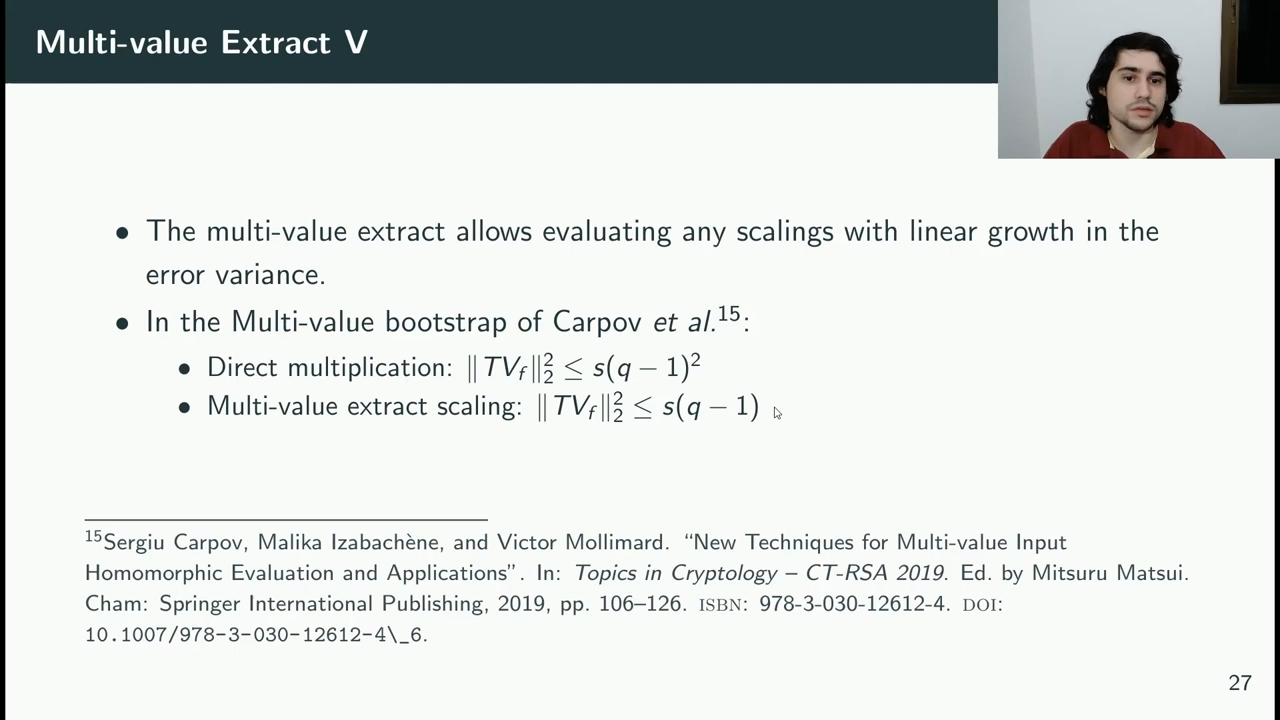 Multi-value Extract V
• The multi-value extract allows evaluating any scalings with linear growth in the
error variance.
• In the Multi-value bootstrap of Carpov et al.¹⁵:
• Direct multiplication: ‖TV_f‖₂² ≤ s(q − 1)²
• Multi-value extract scaling: ‖TV_f‖₂² ≤ s(q − 1)
¹⁵Sergiu Carpov, Malika Izabachène, and Victor Mollimard. “New Techniques for Multi-value Input
Homomorphic Evaluation and Applications”. In: Topics in Cryptology – CT-RSA 2019. Ed. by Mitsuru Matsui.
Cham: Springer International Publishing, 2019, pp. 106–126. ISBN: 978-3-030-12612-4. DOI:
10.1007/978-3-030-12612-4\_6.
27